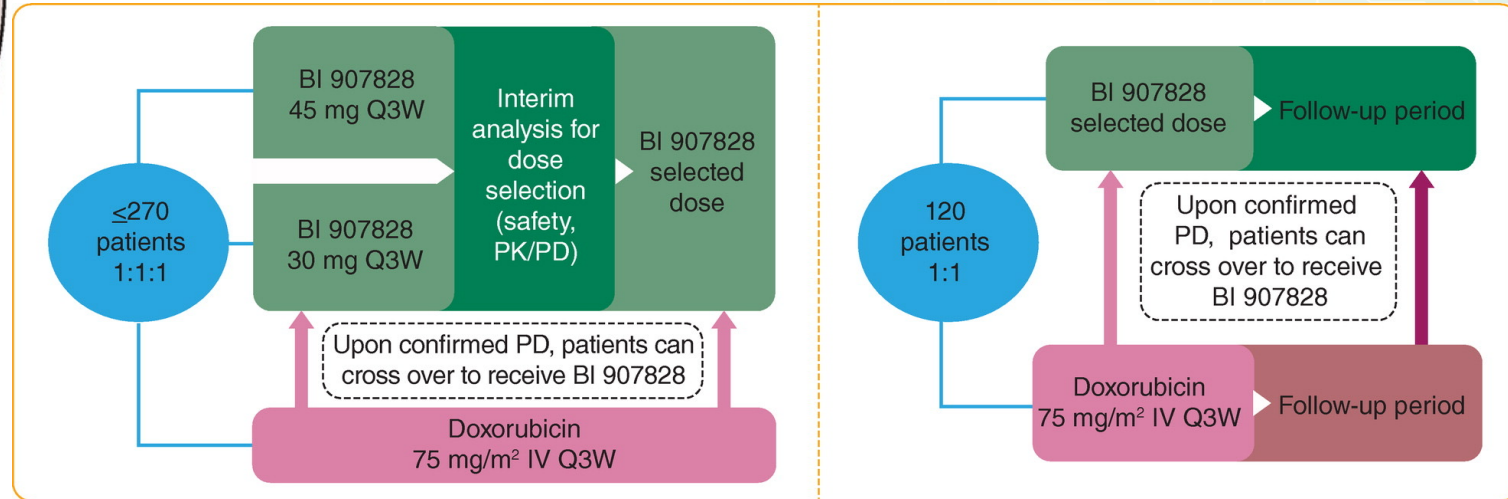 ≤270
patients
1:1:1
BI 907828
45 mg Q3W
BI 907828
30 mg Q3W
Interim
analysis for
dose
selection
(safety,
PK/PD)
BI 907828
selected
dose
Upon confirmed PD, patients can
cross over to receive BI 907828
Doxorubicin
75 mg/m² IV Q3W
120
patients
1:1
BI 907828
selected dose
Follow-up period
Upon confirmed
PD, patients can
cross over to receive
BI 907828
Doxorubicin
75 mg/m² IV Q3W
Follow-up period